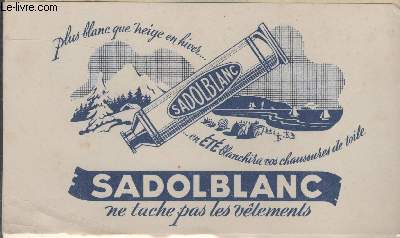 Le-livre.com
plus blanc que neige en hiver...
SADOLBLANC
...en ÉTÉ blanchira vos chaussures de toile
SADOLBLANC
ne tache pas les vêtements